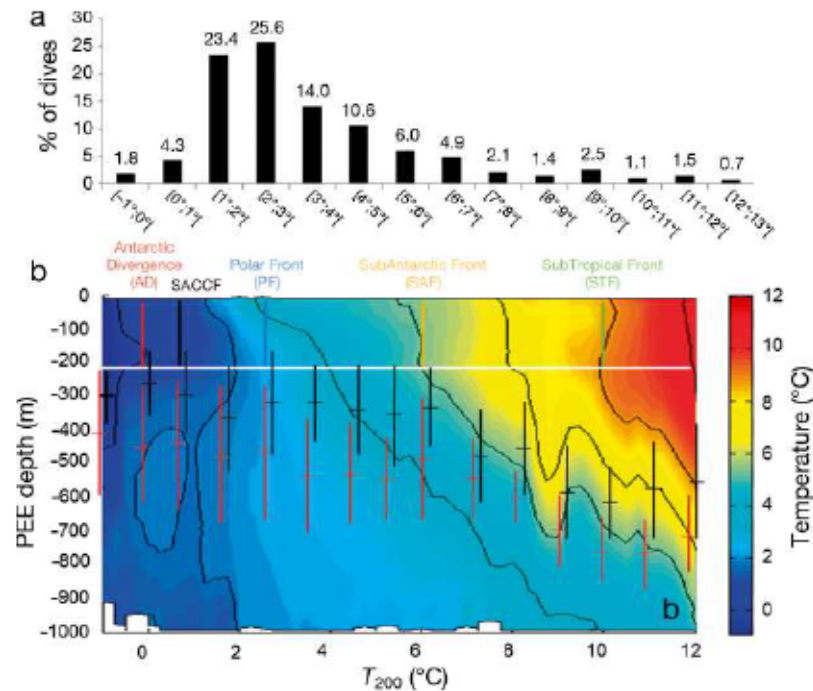 a
% of dives
30
25
20
15
10
5
0
1.8 4.3 23.4 25.6 14.0 10.6 6.0 4.9 2.1 1.4 2.5 1.1 1.5 0.7
[–1°;0°[ [0°;1°[ [1°;2°[ [2°;3°[ [3°;4°[ [4°;5°[ [5°;6°[ [6°;7°[ [7°;8°[ [8°;9°[ [9°;10°[ [10°;11°[ [11°;12°[ [12°;13°[
b
Antarctic
Divergence
(AD)
SACCF
Polar Front
(PF)
SubAntarctic Front
(SAF)
SubTropical Front
(STF)
PEE depth (m)
0
-100
-200
-300
-400
-500
-600
-700
-800
-900
-1000
b
0 2 4 6 8 10 12
T200 (°C)
12
10
8
6
4
2
0
Temperature (°C)